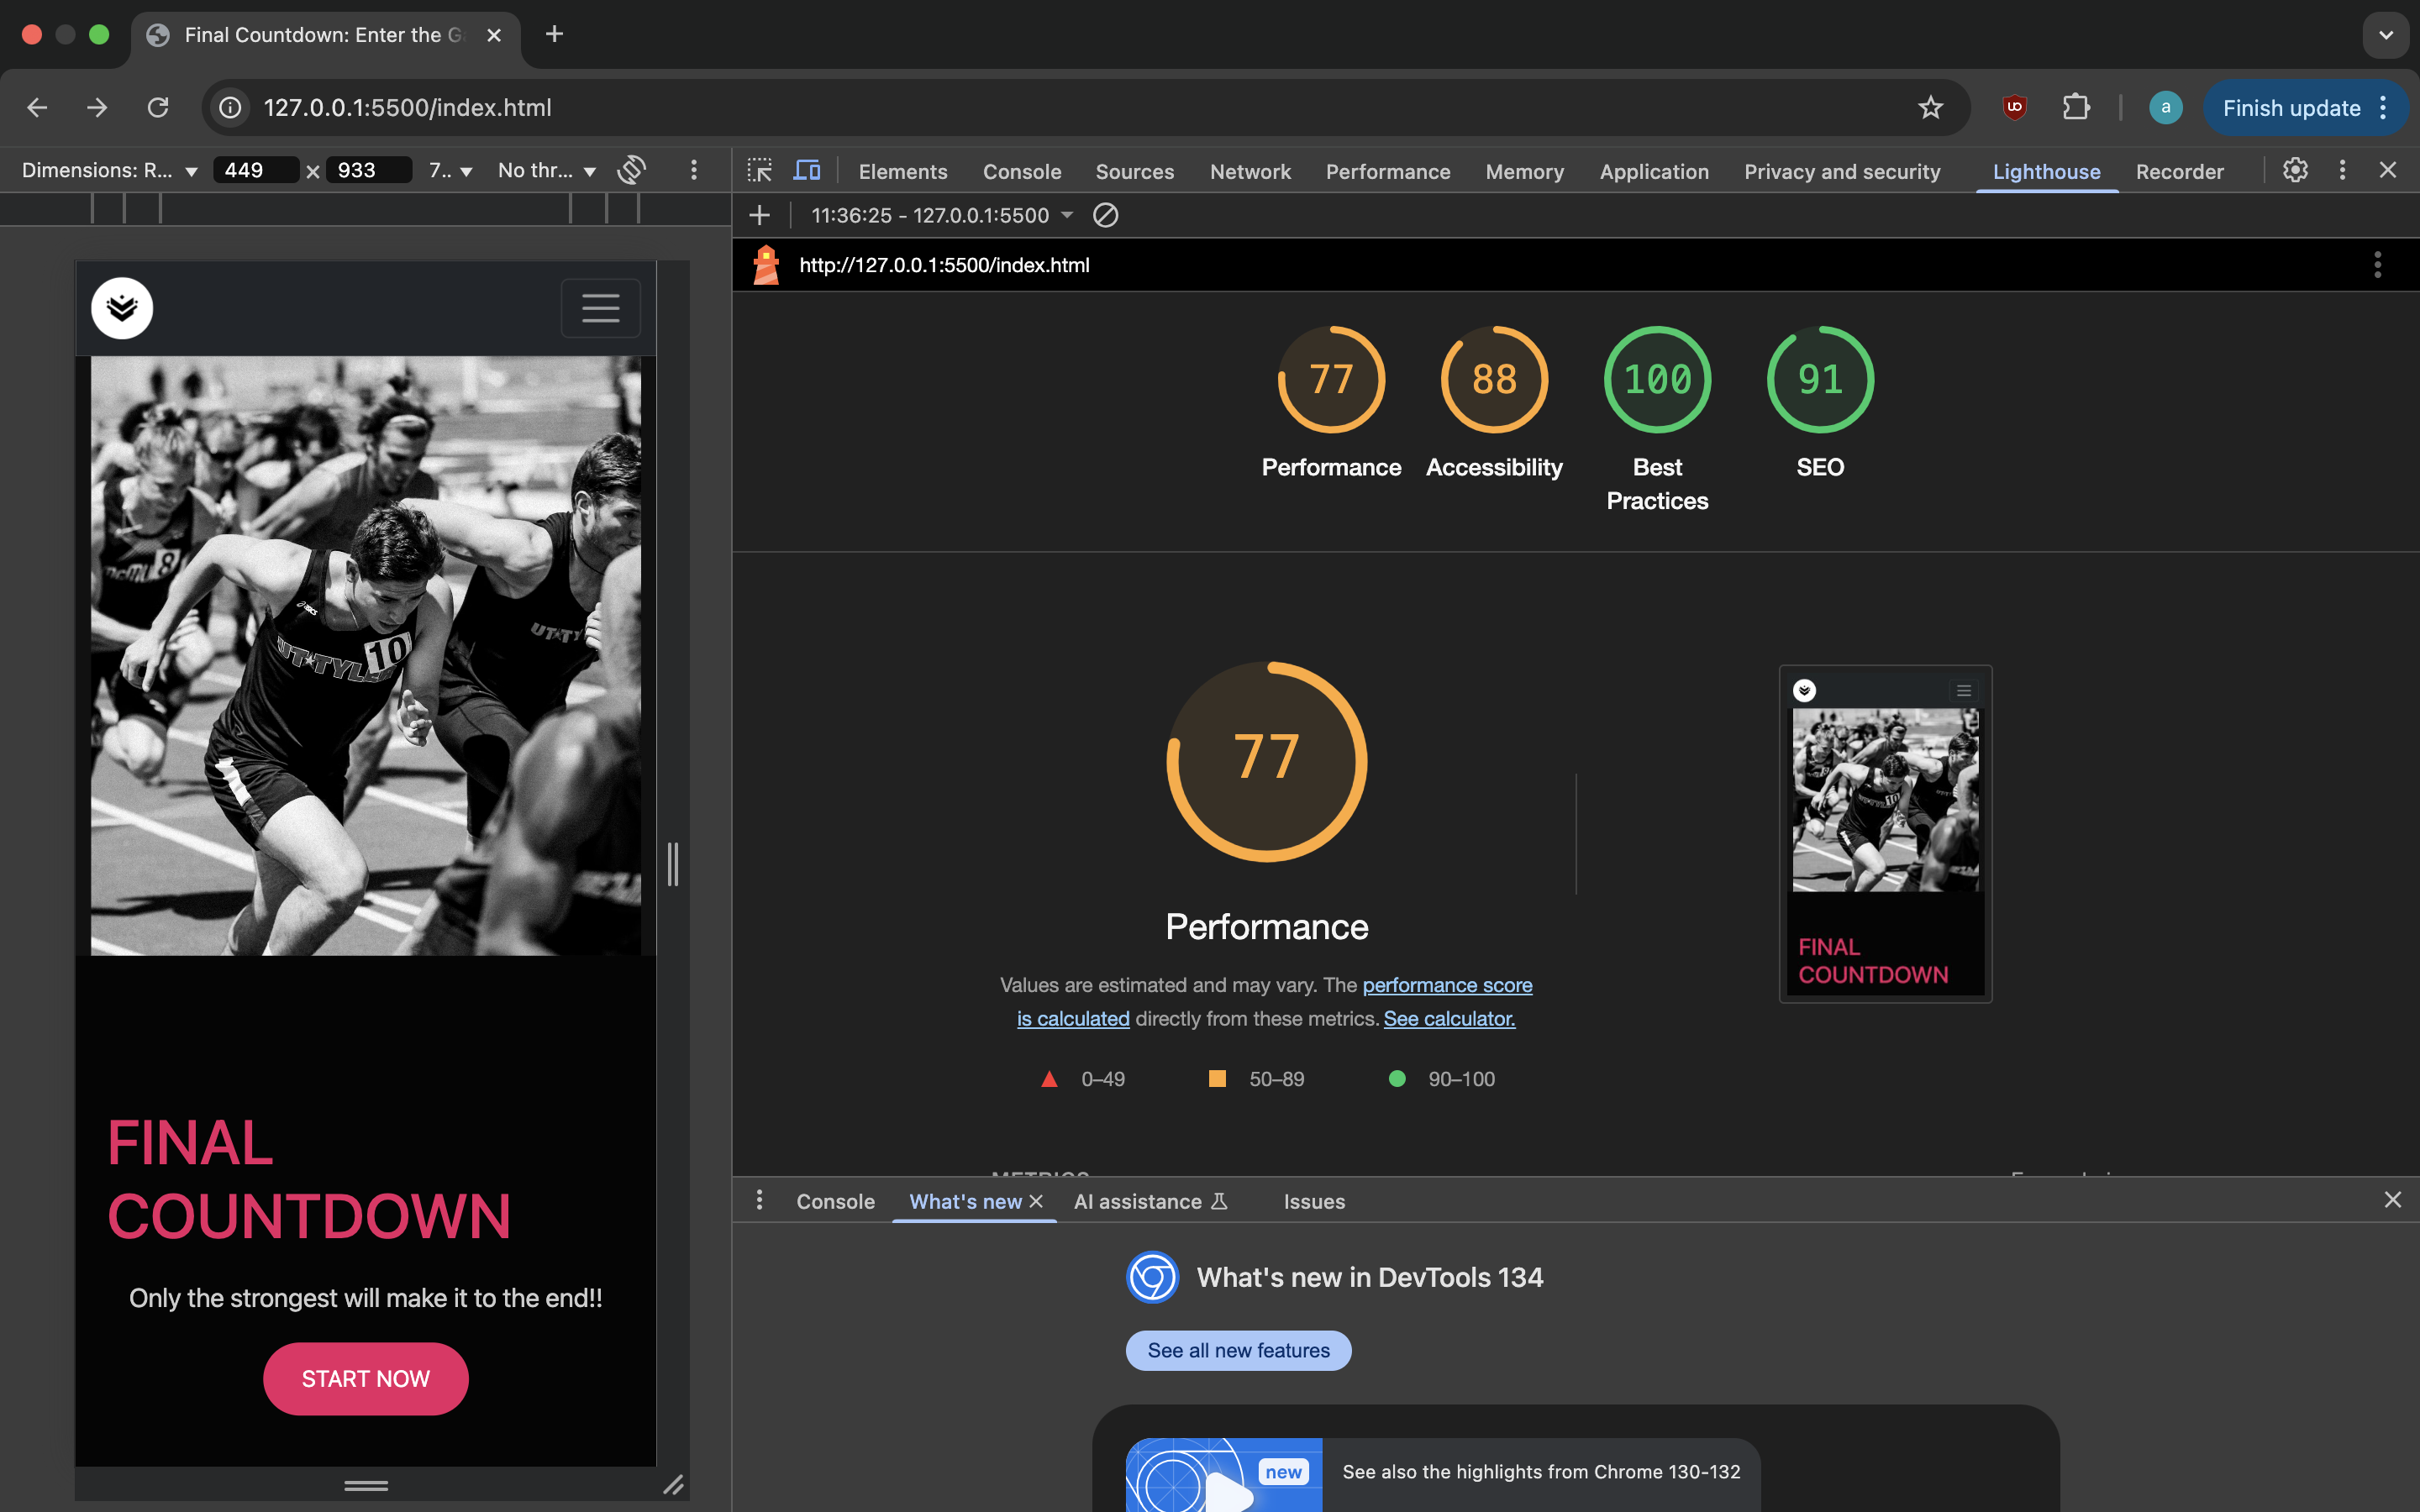 Final Countdown: Enter the G
127.0.0.1:5500/index.html
a
Finish update
Dimensions: R... 449 × 933 7.. No thr...
Elements Console Sources Network Performance Memory Application Privacy and security Lighthouse Recorder
11:36:25 - 127.0.0.1:5500
http://127.0.0.1:5500/index.html
77
Performance
88
Accessibility
100
Best
Practices
91
SEO
77
Performance
Values are estimated and may vary. The performance score
is calculated directly from these metrics. See calculator.
0–49 50–89 90–100
METRICS
8
10
UT★TYLER
FINAL
COUNTDOWN
Only the strongest will make it to the end!!
START NOW
FINAL
COUNTDOWN
Console What's new AI assistance Issues
What's new in DevTools 134
See all new features
new
See also the highlights from Chrome 130-132